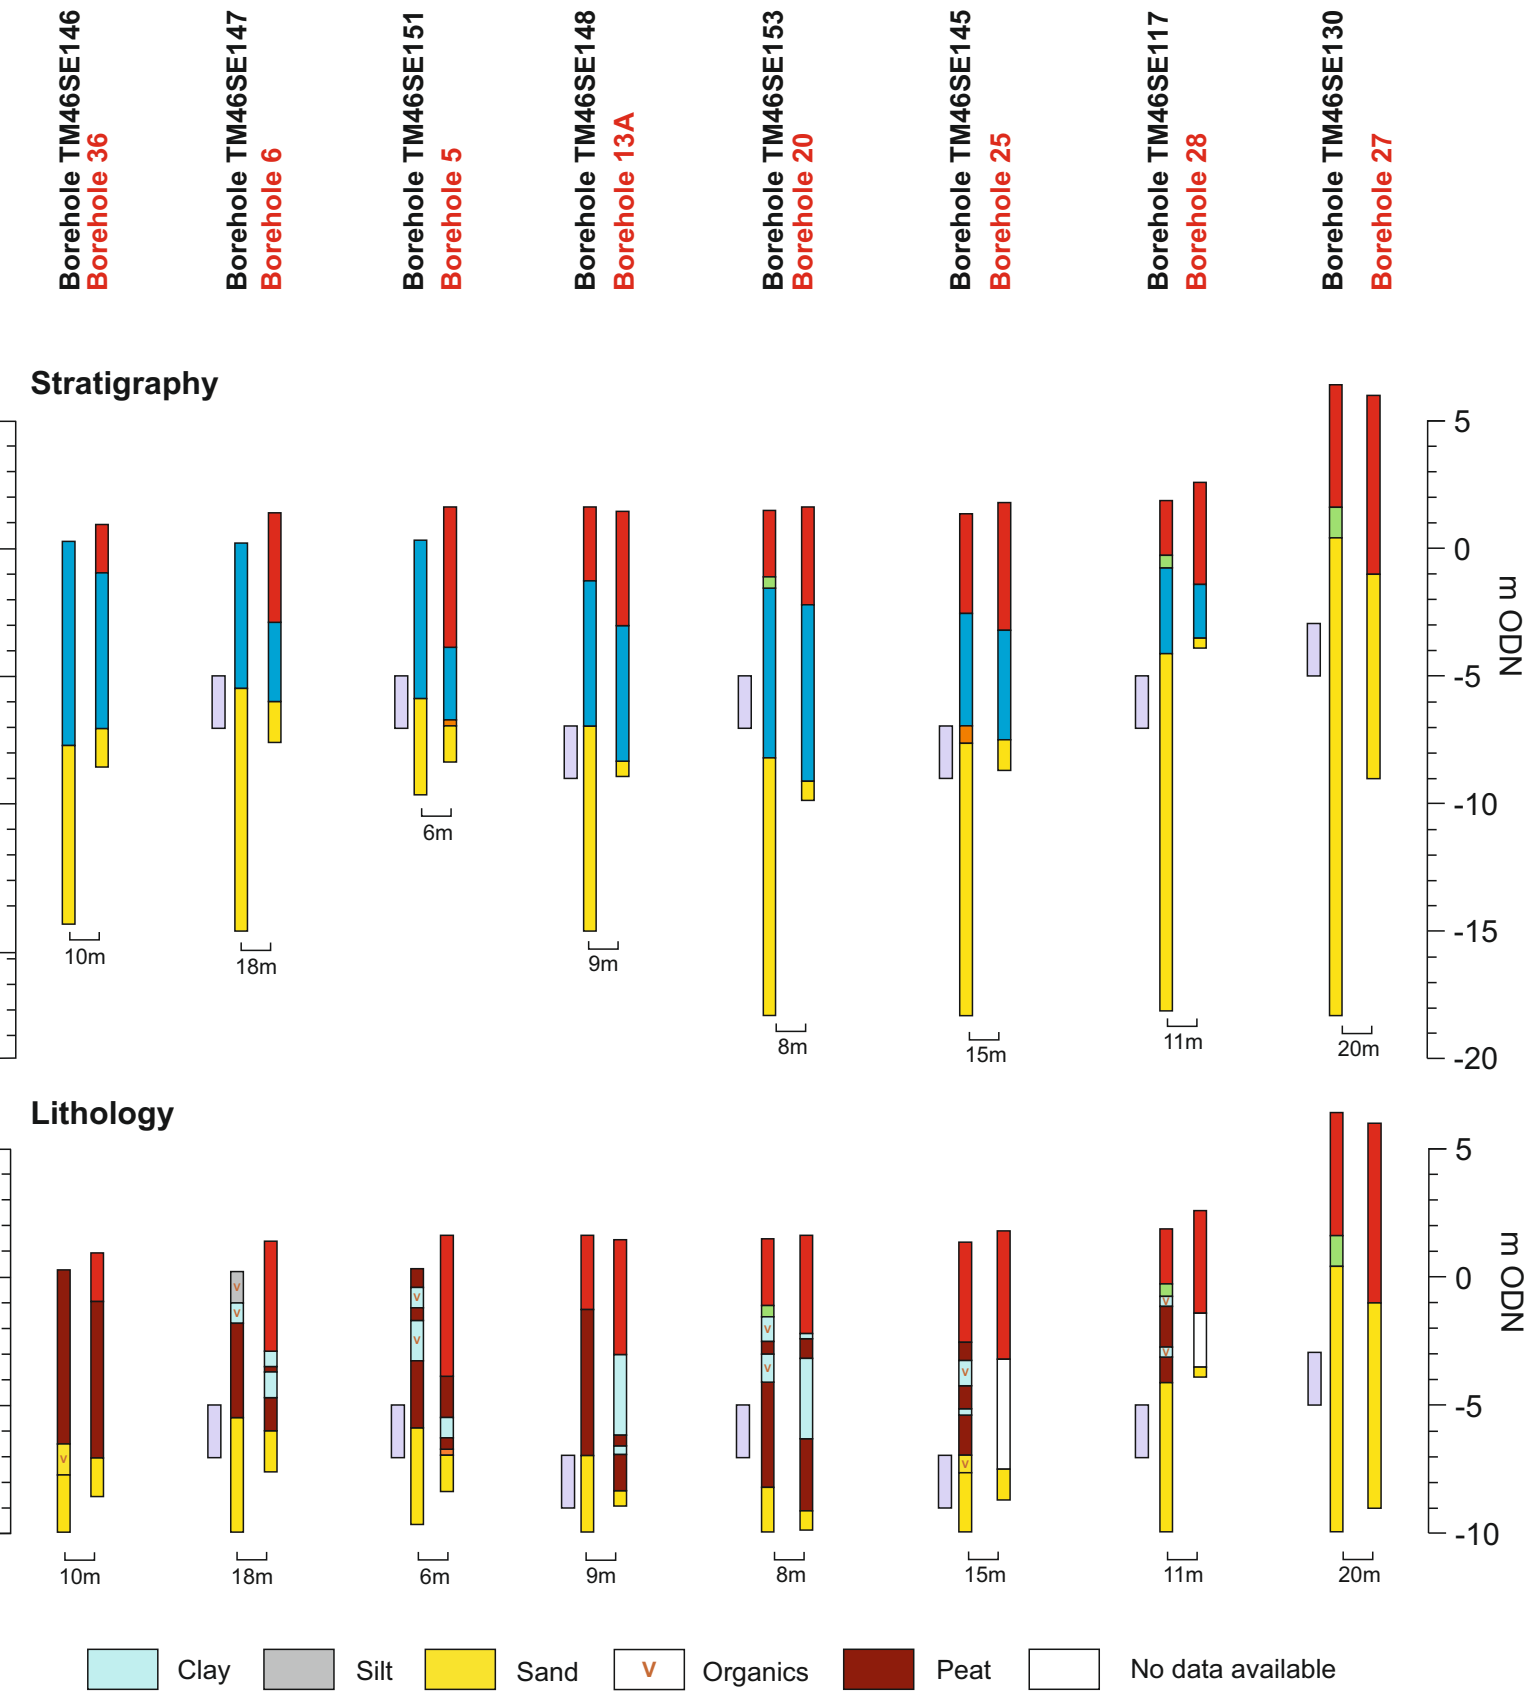 Borehole TM46SE146
Borehole 36
Borehole TM46SE147
Borehole 6
Borehole TM46SE151
Borehole 5
Borehole TM46SE148
Borehole 13A
Borehole TM46SE153
Borehole 20
Borehole TM46SE145
Borehole 25
Borehole TM46SE117
Borehole 28
Borehole TM46SE130
Borehole 27
Stratigraphy
5
0
-5
-10
-15
-20
m ODN
10m
18m
6m
9m
8m
15m
11m
20m
Lithology
5
0
-5
-10
m ODN
V
V
V
V
V
V
V
V
V
V
V
10m
18m
6m
9m
8m
15m
11m
20m
Clay
Silt
Sand
V
Organics
Peat
No data available